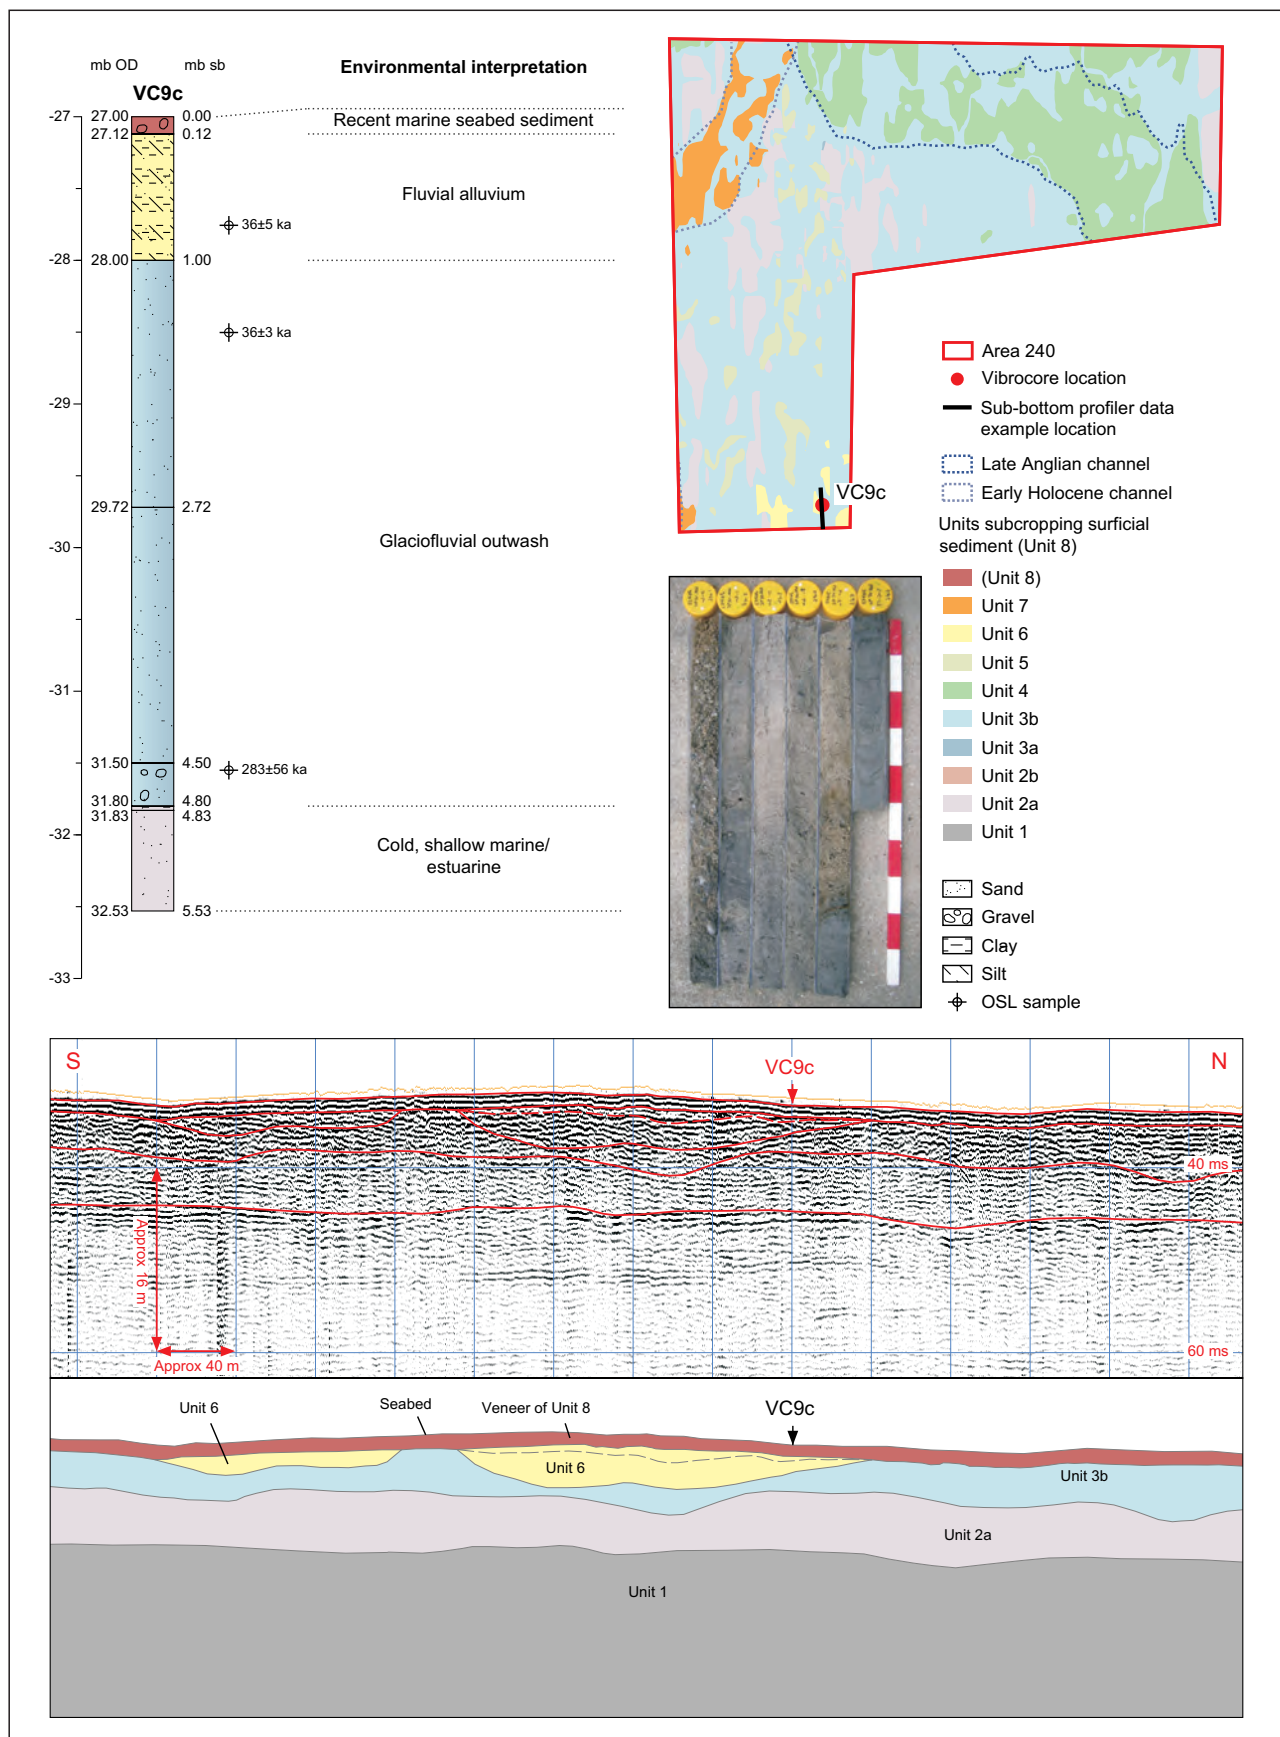 mb OD
mb sb
Environmental interpretation
VC9c
-27
27.00
0.00
27.12
0.12
Recent marine seabed sediment
Fluvial alluvium
36±5 ka
-28
28.00
1.00
36±3 ka
-29
29.72
2.72
-30
Glaciofluvial outwash
-31
31.50
4.50
283±56 ka
31.80
4.80
31.83
4.83
-32
Cold, shallow marine/
estuarine
32.53
5.53
-33
VC9c
Area 240
Vibrocore location
Sub-bottom profiler data
example location
Late Anglian channel
Early Holocene channel
Units subcropping surficial
sediment (Unit 8)
(Unit 8)
Unit 7
Unit 6
Unit 5
Unit 4
Unit 3b
Unit 3a
Unit 2b
Unit 2a
Unit 1
Sand
Gravel
Clay
Silt
OSL sample
S
VC9c
N
40 ms
Approx 16 m
Approx 40 m
60 ms
Unit 6
Seabed
Veneer of Unit 8
VC9c
Unit 6
Unit 3b
Unit 2a
Unit 1